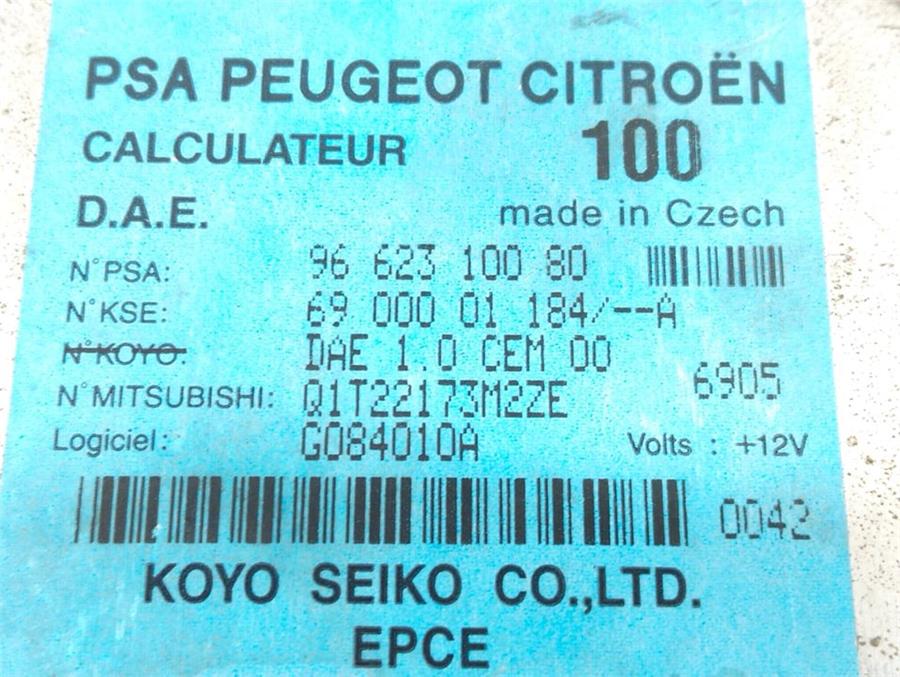 PSA PEUGEOT CITROËN
CALCULATEUR 100
D.A.E. made in Czech
N°PSA: 96 623 100 80
N°KSE: 69 000 01 184/--A
N°KOYO: DAE 1.0 CEM 00
6905
N°MITSUBISHI: Q1T22173M2ZE
Logiciel: G084010A Volts : +12V
0042
KOYO SEIKO CO.,LTD.
EPCE